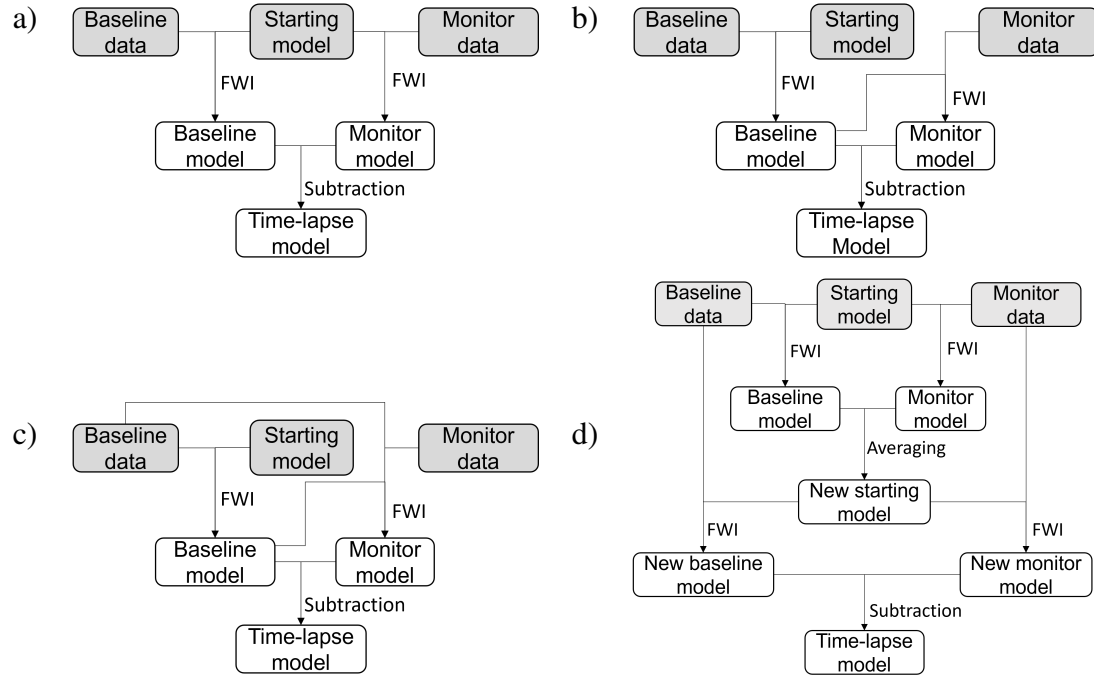 a)
Baseline
data
Starting
model
Monitor
data
FWI
FWI
Baseline
model
Monitor
model
Subtraction
Time-lapse
model
b)
Baseline
data
Starting
model
Monitor
data
FWI
FWI
Baseline
model
Monitor
model
Subtraction
Time-lapse
Model
c)
Baseline
data
Starting
model
Monitor
data
FWI
FWI
Baseline
model
Monitor
model
Subtraction
Time-lapse
model
d)
Baseline
data
Starting
model
Monitor
data
FWI
FWI
Baseline
model
Monitor
model
Averaging
New starting
model
FWI
FWI
New baseline
model
New monitor
model
Subtraction
Time-lapse
model